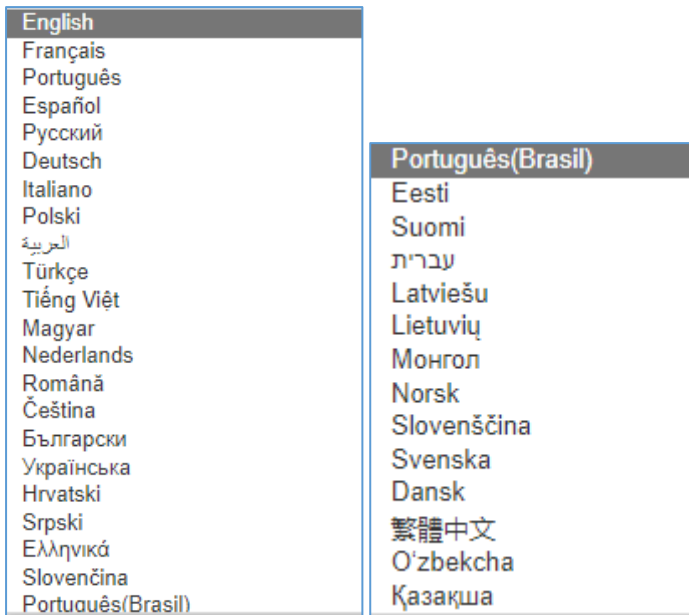 English
Français
Português
Español
Русский
Deutsch
Italiano
Polski
العربية
Türkçe
Tiếng Việt
Magyar
Nederlands
Română
Čeština
Български
Українська
Hrvatski
Srpski
Ελληνικά
Slovenčina
Português(Brasil)
Português(Brasil)
Eesti
Suomi
עברית
Latviešu
Lietuvių
Монгол
Norsk
Slovenščina
Svenska
Dansk
繁體中文
O‘zbekcha
Қазақша